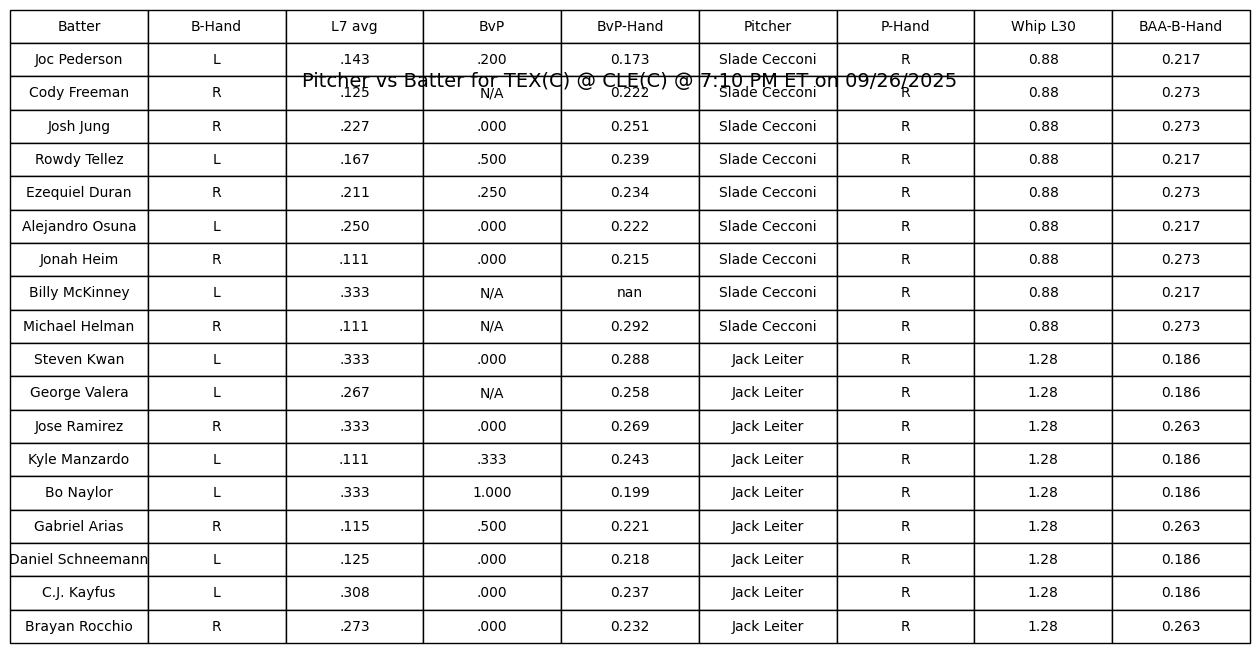 Batter B-Hand L7 avg BvP BvP-Hand Pitcher P-Hand Whip L30 BAA-B-Hand
Joc Pederson L .143 .200 0.173 Slade Cecconi R 0.88 0.217
Pitcher vs Batter for TEX(C) @ CLE(C) @ 7:10 PM ET on 09/26/2025
Cody Freeman R .125 N/A 0.222 Slade Cecconi R 0.88 0.273
Josh Jung R .227 .000 0.251 Slade Cecconi R 0.88 0.273
Rowdy Tellez L .167 .500 0.239 Slade Cecconi R 0.88 0.217
Ezequiel Duran R .211 .250 0.234 Slade Cecconi R 0.88 0.273
Alejandro Osuna L .250 .000 0.222 Slade Cecconi R 0.88 0.217
Jonah Heim R .111 .000 0.215 Slade Cecconi R 0.88 0.273
Billy McKinney L .333 N/A nan Slade Cecconi R 0.88 0.217
Michael Helman R .111 N/A 0.292 Slade Cecconi R 0.88 0.273
Steven Kwan L .333 .000 0.288 Jack Leiter R 1.28 0.186
George Valera L .267 N/A 0.258 Jack Leiter R 1.28 0.186
Jose Ramirez R .333 .000 0.269 Jack Leiter R 1.28 0.263
Kyle Manzardo L .111 .333 0.243 Jack Leiter R 1.28 0.186
Bo Naylor L .333 1.000 0.199 Jack Leiter R 1.28 0.186
Gabriel Arias R .115 .500 0.221 Jack Leiter R 1.28 0.263
Daniel Schneemann L .125 .000 0.218 Jack Leiter R 1.28 0.186
C.J. Kayfus L .308 .000 0.237 Jack Leiter R 1.28 0.186
Brayan Rocchio R .273 .000 0.232 Jack Leiter R 1.28 0.263